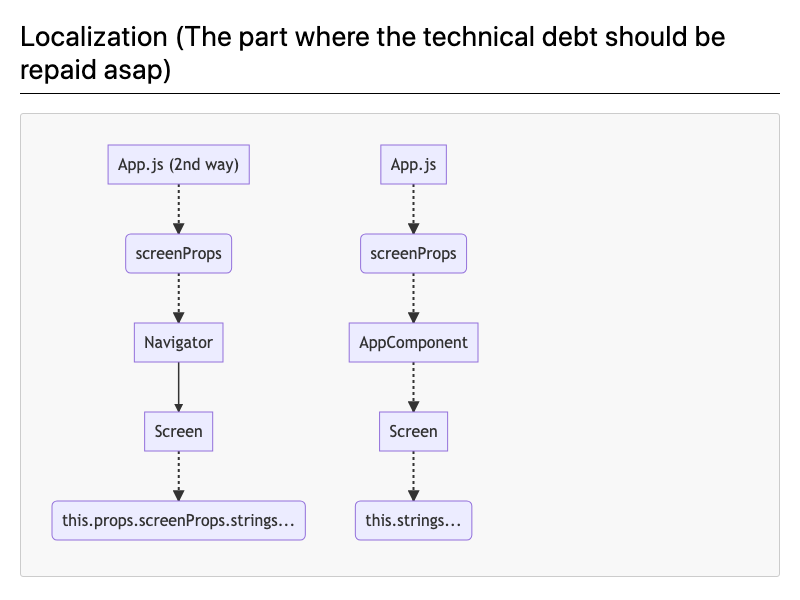 Localization (The part where the technical debt should be
repaid asap)
App.js (2nd way)
screenProps
Navigator
Screen
this.props.screenProps.strings...
App.js
screenProps
AppComponent
Screen
this.strings...